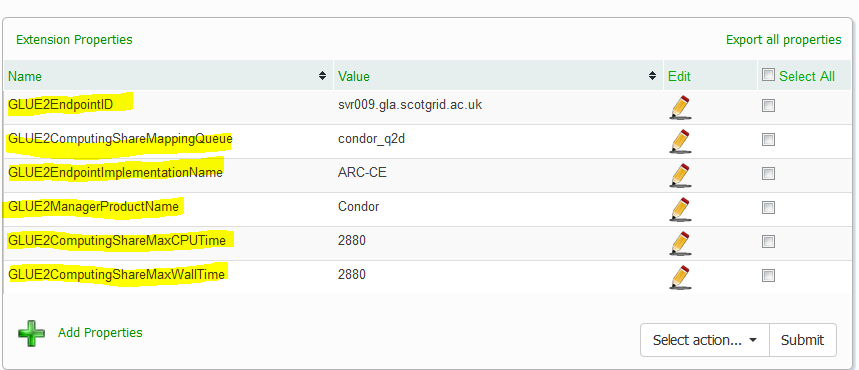 Extension Properties Export all properties
Name Value Edit Select All
GLUE2EndpointID svr009.gla.scotgrid.ac.uk
GLUE2ComputingShareMappingQueue condor_q2d
GLUE2EndpointImplementationName ARC-CE
GLUE2ManagerProductName Condor
GLUE2ComputingShareMaxCPUTime 2880
GLUE2ComputingShareMaxWallTime 2880
Add Properties
Select action... Submit